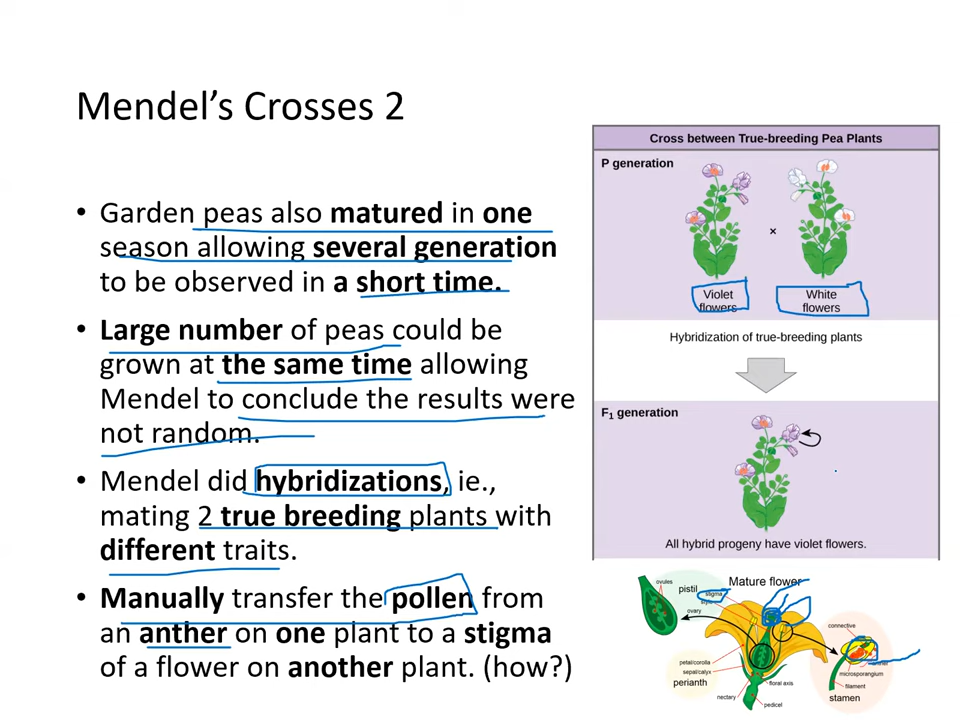 Mendel's Crosses 2
• Garden peas also matured in one
season allowing several generation
to be observed in a short time.
• Large number of peas could be
grown at the same time allowing
Mendel to conclude the results were
not random.
• Mendel did hybridizations, ie.,
mating 2 true breeding plants with
different traits.
• Manually transfer the pollen from
an anther on one plant to a stigma
of a flower on another plant. (how?)
Cross between True-breeding Pea Plants
P generation
×
Violet
flowers
White
flowers
Hybridization of true-breeding plants
F₁ generation
All hybrid progeny have violet flowers.
Mature flower
ovules
pistil
stigma
style
ovary
connective
anther
microsporangium
filament
stamen
petal/corolla
sepal/calyx
perianth
floral axis
nectary
pedicel